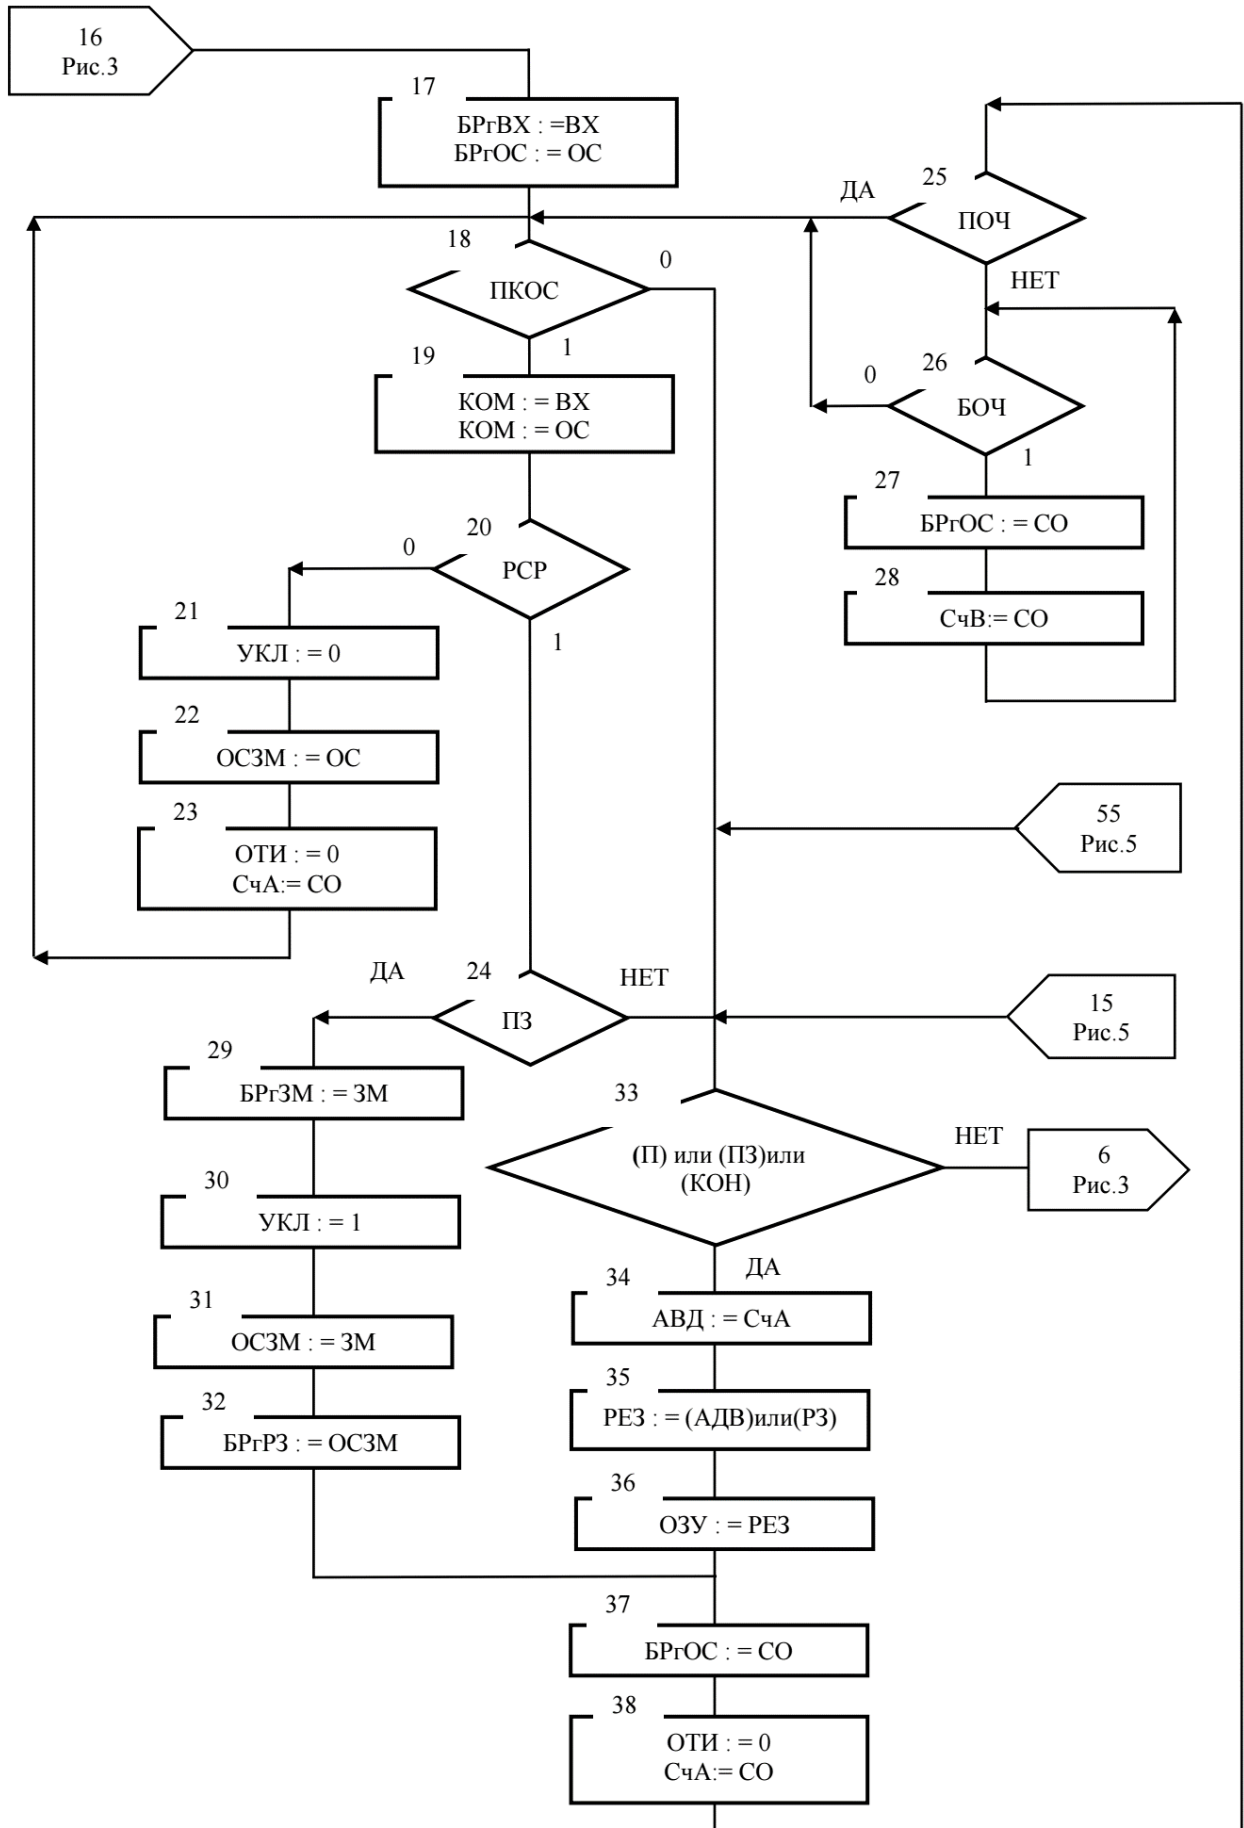 16
Рис.3
17
БРгВХ : =ВХ
БРгОС : = ОС
25
ДА
ПОЧ
18
0
НЕТ
ПКОС
1
19
26
0
КОМ : = ВХ
КОМ : = ОС
БОЧ
1
27
БРгОС : = СО
20
0
РСР
28
СчВ:= СО
21
1
УКЛ : = 0
22
ОСЗМ : = ОС
23
55
Рис.5
ОТИ : = 0
СчА:= СО
ДА
24
НЕТ
15
Рис.5
ПЗ
29
БРгЗМ : = ЗМ
33
НЕТ
(П) или (ПЗ)или
(КОН)
6
Рис.3
30
УКЛ : = 1
ДА
34
АВД : = СчА
31
ОСЗМ : = ЗМ
35
РЕЗ : = (АДВ)или(РЗ)
32
БРгРЗ : = ОСЗМ
36
ОЗУ : = РЕЗ
37
БРгОС : = СО
38
ОТИ : = 0
СчА:= СО